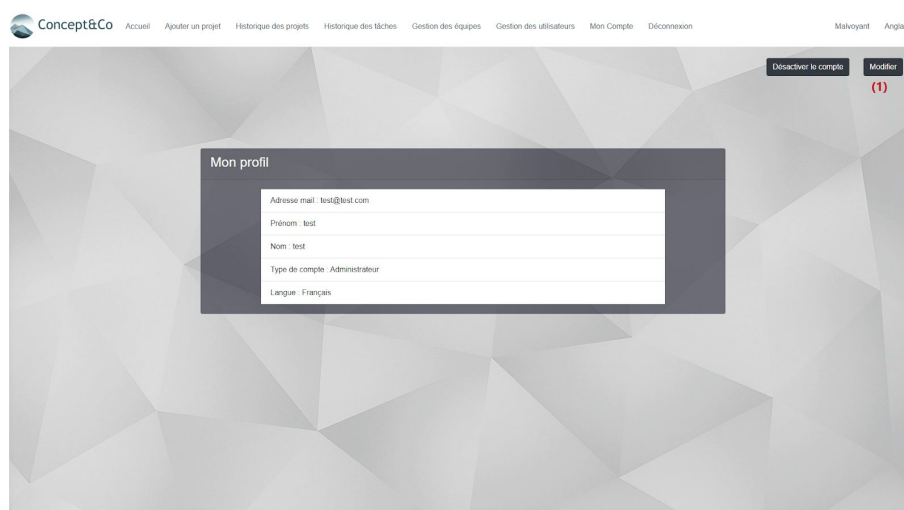 Concept&Co Accueil Ajouter un projet Historique des projets Historique des tâches Gestion des équipes Gestion des utilisateurs Mon Compte Déconnexion Malvoyant Angla
Désactiver le compte Modifier
(1)
Mon profil
Adresse mail : test@test.com
Prénom : test
Nom : test
Type de compte : Administrateur
Langue : Français